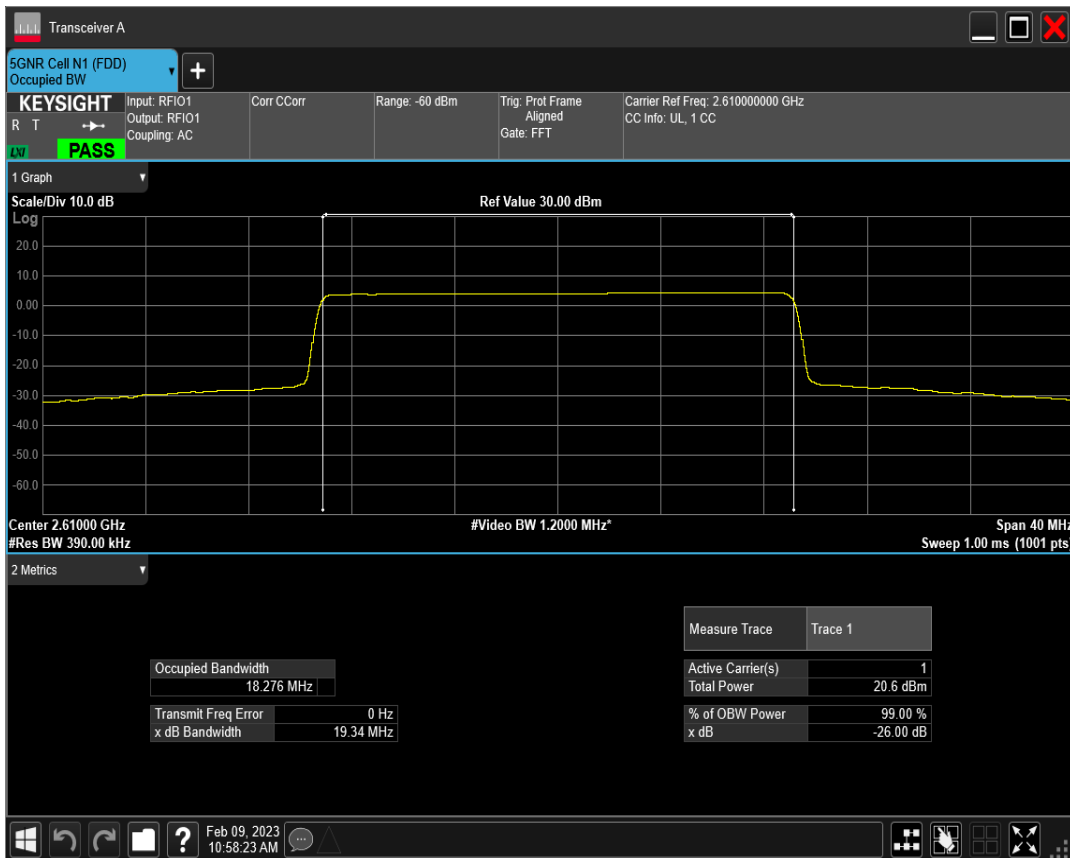 Transceiver A
5GNR Cell N1 (FDD)
Occupied BW
+
KEYSIGHT
R T
LXI
PASS
Input: RFIO1
Output: RFIO1
Coupling: AC
Corr CCorr
Range: -60 dBm
Trig: Prot Frame
Aligned
Gate: FFT
Carrier Ref Freq: 2.610000000 GHz
CC Info: UL, 1 CC
1 Graph
Scale/Div 10.0 dB
Ref Value 30.00 dBm
Log
20.0
10.0
0.00
-10.0
-20.0
-30.0
-40.0
-50.0
-60.0
Center 2.61000 GHz
#Video BW 1.2000 MHz*
Span 40 MHz
#Res BW 390.00 kHz
Sweep 1.00 ms (1001 pts)
2 Metrics
Measure Trace Trace 1
Occupied Bandwidth
18.276 MHz
Active Carrier(s) 1
Total Power 20.6 dBm
Transmit Freq Error 0 Hz
x dB Bandwidth 19.34 MHz
% of OBW Power 99.00 %
x dB -26.00 dB
?
Feb 09, 2023
10:58:23 AM